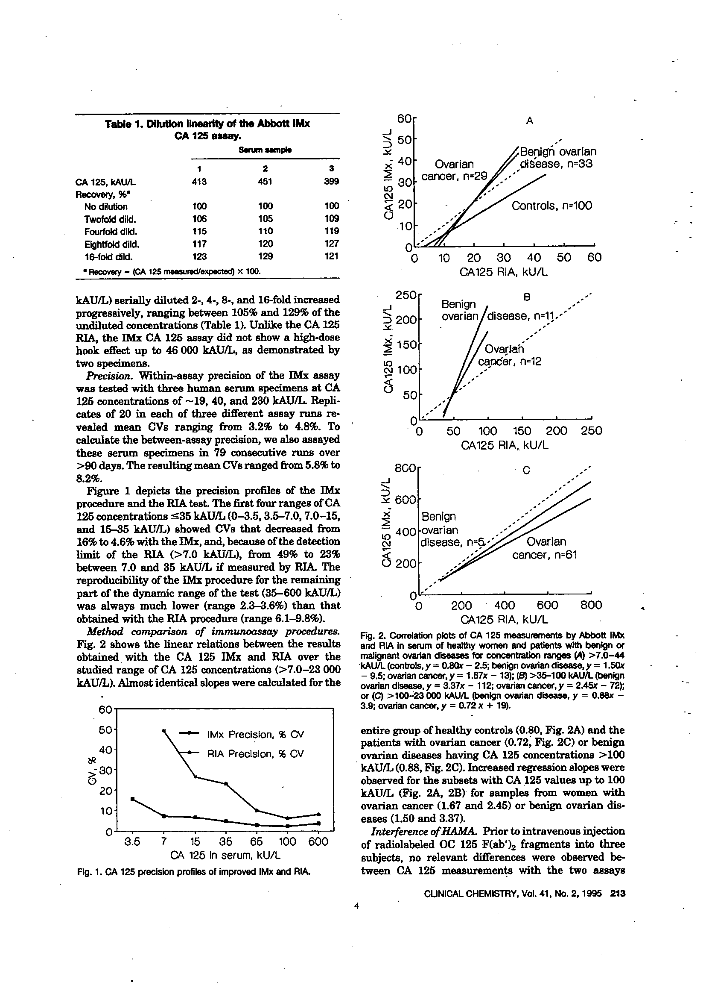 Table 1. Dilution linearity of the Abbott IMx
CA 125 assay.
Serum sample
1 2 3
CA 125, kAU/L 413 451 399
Recovery, %ª
No dilution 100 100 100
Twofold dild. 106 105 109
Fourfold dild. 115 110 119
Eightfold dild. 117 120 127
16-fold dild. 123 129 121
ª Recovery = (CA 125 measured/expected) × 100.
kAU/L) serially diluted 2-, 4-, 8-, and 16-fold increased
progressively, ranging between 105% and 129% of the
undiluted concentrations (Table 1). Unlike the CA 125
RIA, the IMx CA 125 assay did not show a high-dose
hook effect up to 46 000 kAU/L, as demonstrated by
two specimens.
Precision. Within-assay precision of the IMx assay
was tested with three human serum specimens at CA
125 concentrations of ~19, 40, and 230 kAU/L. Repli-
cates of 20 in each of three different assay runs re-
vealed mean CVs ranging from 3.2% to 4.8%. To
calculate the between-assay precision, we also assayed
these serum specimens in 79 consecutive runs over
>90 days. The resulting mean CVs ranged from 5.8% to
8.2%.
Figure 1 depicts the precision profiles of the IMx
procedure and the RIA test. The first four ranges of CA
125 concentrations ≤35 kAU/L (0–3.5, 3.5–7.0, 7.0–15,
and 15–35 kAU/L) showed CVs that decreased from
16% to 4.6% with the IMx, and, because of the detection
limit of the RIA (>7.0 kAU/L), from 49% to 23%
between 7.0 and 35 kAU/L if measured by RIA. The
reproducibility of the IMx procedure for the remaining
part of the dynamic range of the test (35–600 kAU/L)
was always much lower (range 2.3–3.6%) than that
obtained with the RIA procedure (range 6.1–9.8%).
Method comparison of immunoassay procedures.
Fig. 2 shows the linear relations between the results
obtained with the CA 125 IMx and RIA over the
studied range of CA 125 concentrations (>7.0–23 000
kAU/L). Almost identical slopes were calculated for the
60
50
40
30
20
10
0
CV, %
IMx Precision, % CV
RIA Precision, % CV
3.5 7 15 35 65 100 600
CA 125 in serum, kU/L
Fig. 1. CA 125 precision profiles of improved IMx and RIA.
A
60
50
40
30
20
10
0
CA125 IMx, kU/L
Ovarian
cancer, n=29
Benign ovarian
disease, n=33
Controls, n=100
0 10 20 30 40 50 60
CA125 RIA, kU/L
B
250
200
150
100
50
0
CA125 IMx, kU/L
Benign
ovarian disease, n=11
Ovarian
cancer, n=12
0 50 100 150 200 250
CA125 RIA, kU/L
C
800
600
400
200
0
CA125 IMx, kU/L
Benign
ovarian
disease, n=5
Ovarian
cancer, n=61
0 200 400 600 800
CA125 RIA, kU/L
Fig. 2. Correlation plots of CA 125 measurements by Abbott IMx
and RIA in serum of healthy women and patients with benign or
malignant ovarian diseases for concentration ranges (A) >7.0–44
kAU/L (controls, y = 0.80x − 2.5; benign ovarian disease, y = 1.50x
− 9.5; ovarian cancer, y = 1.67x − 13); (B) >35–100 kAU/L (benign
ovarian disease, y = 3.37x − 112; ovarian cancer, y = 2.45x − 72);
or (C) >100–23 000 kAU/L (benign ovarian disease, y = 0.88x −
3.9; ovarian cancer, y = 0.72 x + 19).
entire group of healthy controls (0.80, Fig. 2A) and the
patients with ovarian cancer (0.72, Fig. 2C) or benign
ovarian diseases having CA 125 concentrations >100
kAU/L (0.88, Fig. 2C). Increased regression slopes were
observed for the subsets with CA 125 values up to 100
kAU/L (Fig. 2A, 2B) for samples from women with
ovarian cancer (1.67 and 2.45) or benign ovarian dis-
eases (1.50 and 3.37).
Interference of HAMA. Prior to intravenous injection
of radiolabeled OC 125 F(ab')₂ fragments into three
subjects, no relevant differences were observed be-
tween CA 125 measurements with the two assays
CLINICAL CHEMISTRY, Vol. 41, No. 2, 1995 213
4